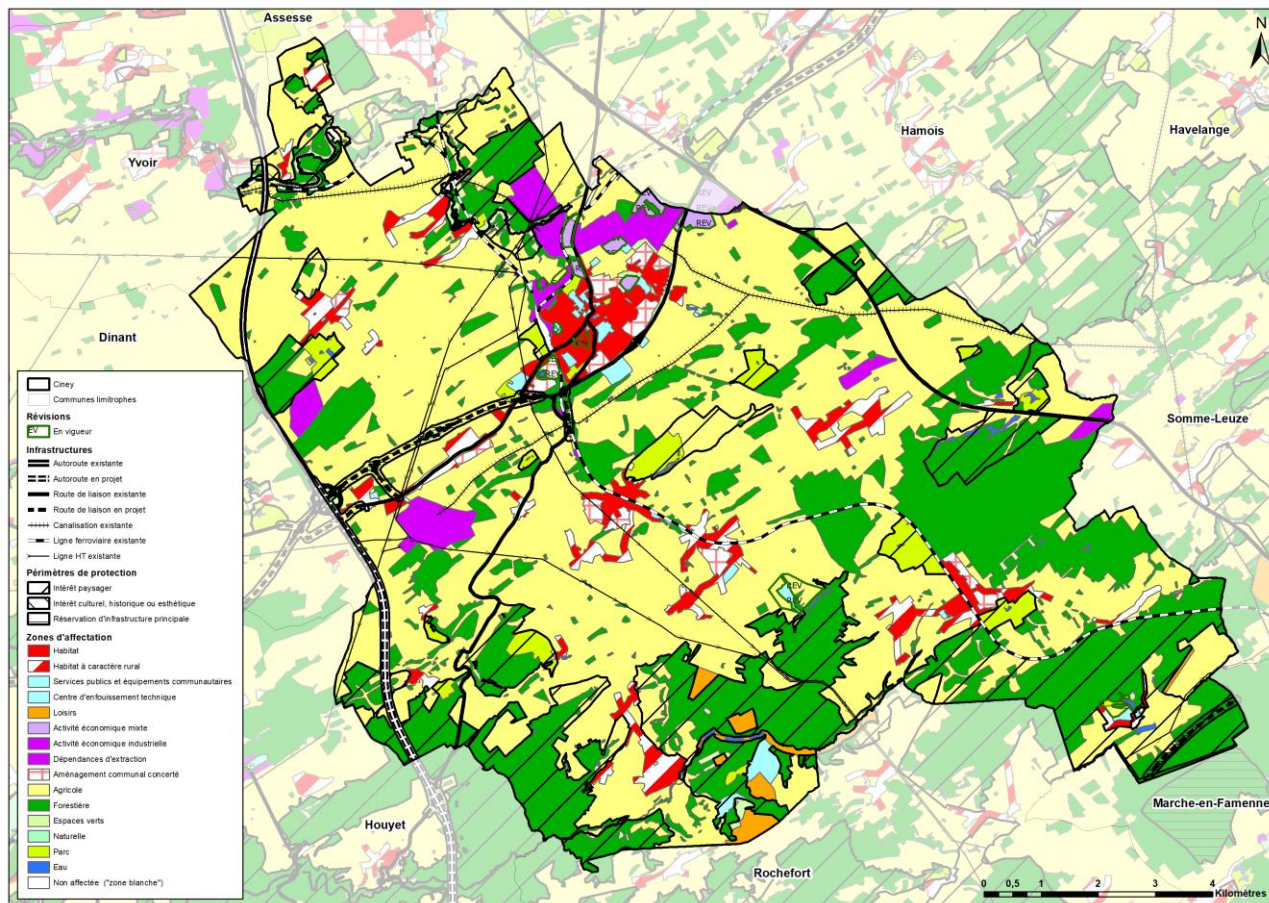 Assesse
N
Hamois
Havelange
Yvoir
REV
REV
REV
REV
Dinant
REV
Somme-Leuze
REV
REV
Marche-en-Famenne
Houyet
Rochefort
Ciney
Communes limitrophes
Révisions
EV En vigueur
Infrastructures
Autoroute existante
Autoroute en projet
Route de liaison existante
Route de liaison en projet
Canalisation existante
Ligne ferroviaire existante
Ligne HT existante
Périmètres de protection
Intérêt paysager
Intérêt culturel, historique ou esthétique
Réservation d'infrastructure principale
Zones d'affectation
Habitat
Habitat à caractère rural
Services publics et équipements communautaires
Centre d'enfouissement technique
Loisirs
Activité économique mixte
Activité économique industrielle
Dépendances d'extraction
Aménagement communal concerté
Agricole
Forestière
Espaces verts
Naturelle
Parc
Eau
Non affectée ("zone blanche")
0 0,5 1 2 3 4
Kilomètres